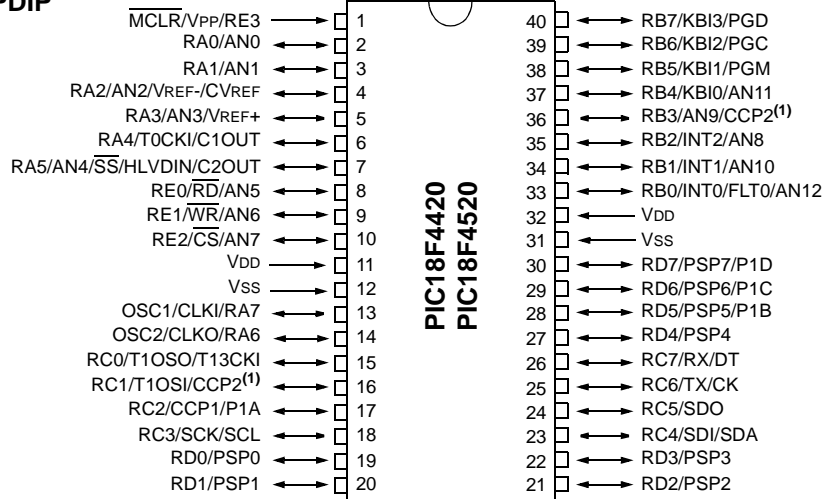 PDIP
MCLR/VPP/RE3 1 40 RB7/KBI3/PGD
RA0/AN0 2 39 RB6/KBI2/PGC
RA1/AN1 3 38 RB5/KBI1/PGM
RA2/AN2/VREF-/CVREF 4 37 RB4/KBI0/AN11
RA3/AN3/VREF+ 5 36 RB3/AN9/CCP2(1)
RA4/T0CKI/C1OUT 6 35 RB2/INT2/AN8
RA5/AN4/SS/HLVDIN/C2OUT 7 34 RB1/INT1/AN10
RE0/RD/AN5 8 33 RB0/INT0/FLT0/AN12
RE1/WR/AN6 9 32 VDD
RE2/CS/AN7 10 31 VSS
VDD 11 30 RD7/PSP7/P1D
VSS 12 29 RD6/PSP6/P1C
OSC1/CLKI/RA7 13 28 RD5/PSP5/P1B
OSC2/CLKO/RA6 14 27 RD4/PSP4
RC0/T1OSO/T13CKI 15 26 RC7/RX/DT
RC1/T1OSI/CCP2(1) 16 25 RC6/TX/CK
RC2/CCP1/P1A 17 24 RC5/SDO
RC3/SCK/SCL 18 23 RC4/SDI/SDA
RD0/PSP0 19 22 RD3/PSP3
RD1/PSP1 20 21 RD2/PSP2
PIC18F4420
PIC18F4520